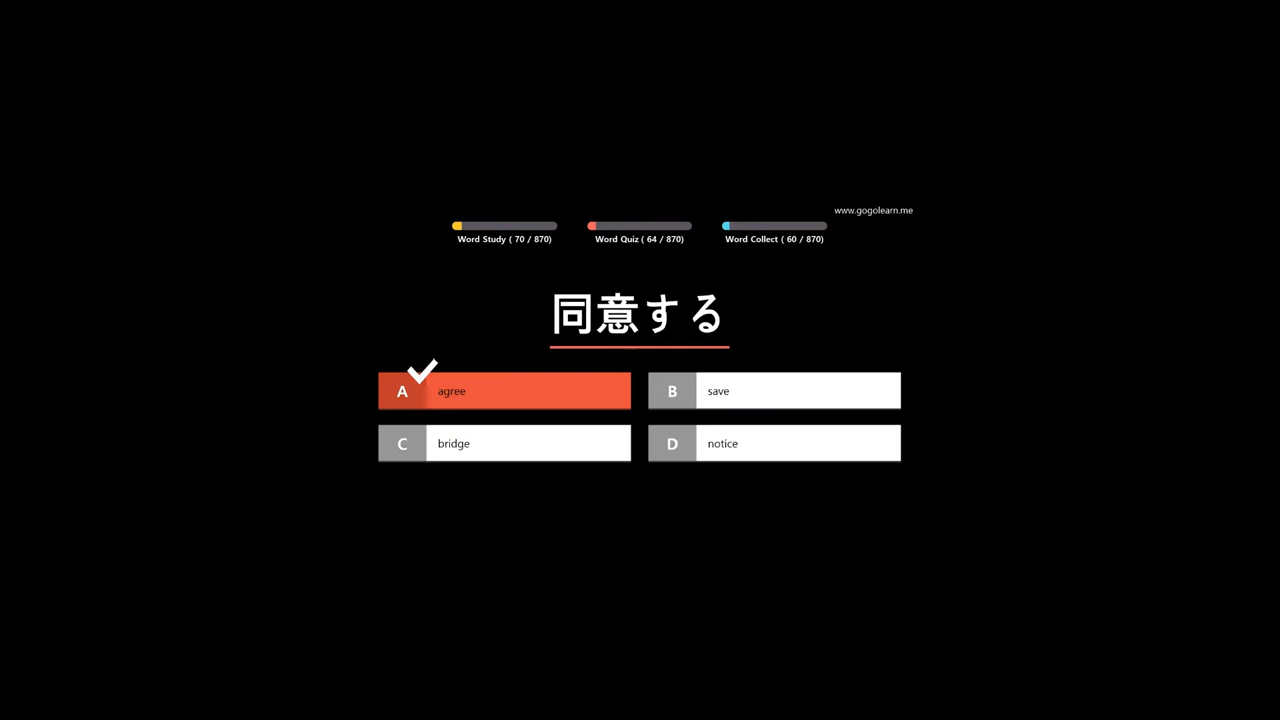 www.gogolearn.me
Word Study ( 70 / 870)
Word Quiz ( 64 / 870)
Word Collect ( 60 / 870)
同意する
A agree
B save
C bridge
D notice